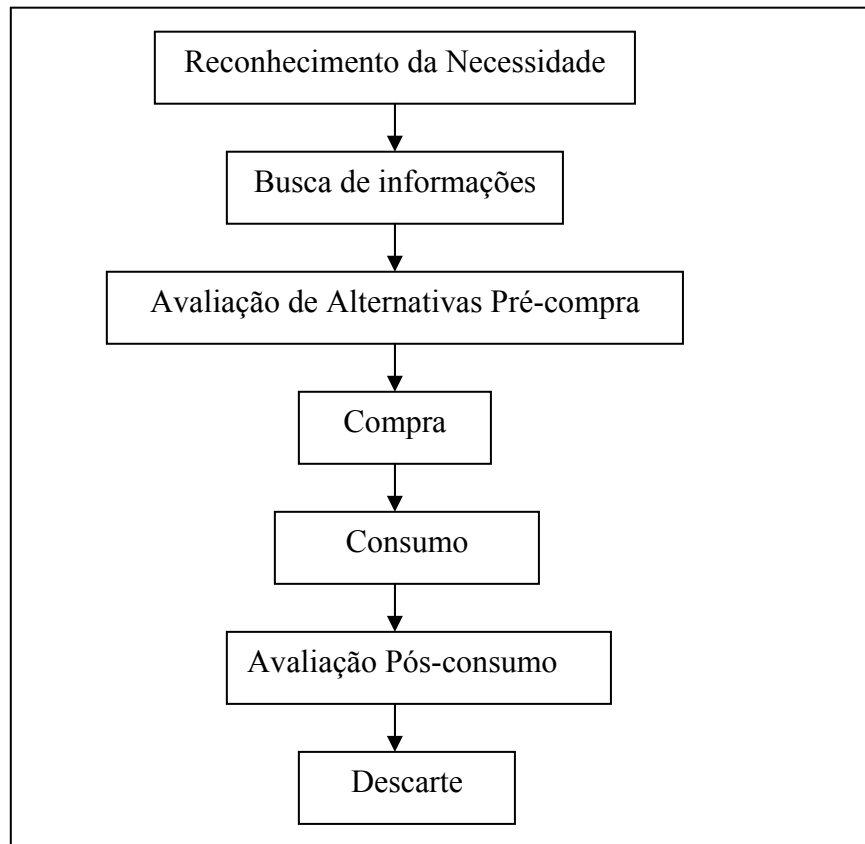 Reconhecimento da Necessidade
Busca de informações
Avaliação de Alternativas Pré-compra
Compra
Consumo
Avaliação Pós-consumo
Descarte